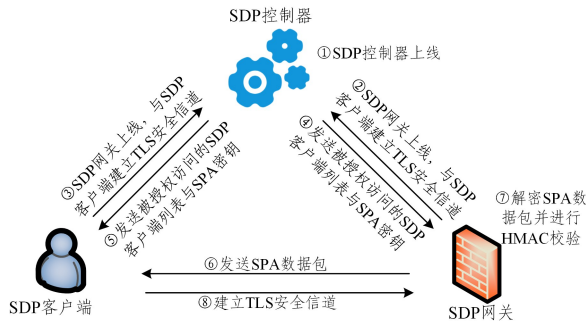 SDP控制器
①SDP控制器上线
②SDP网关上线，与SDP
客户端建立TLS安全信道
③SDP网关上线，与SDP
客户端建立TLS安全信道
④发送被授权访问的SDP
客户端列表与SPA密钥
⑤发送被授权访问的SDP
客户端列表与SPA密钥
⑦解密SPA数
据包并进行
HMAC校验
⑥发送SPA数据包
⑧建立TLS安全信道
SDP客户端
SDP网关